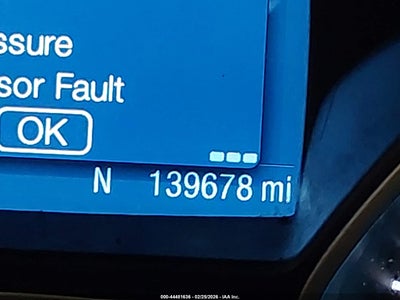 ssure
sor Fault
OK
N 139678 mi
000-44481636 - 02/25/2026 - IAA Inc.